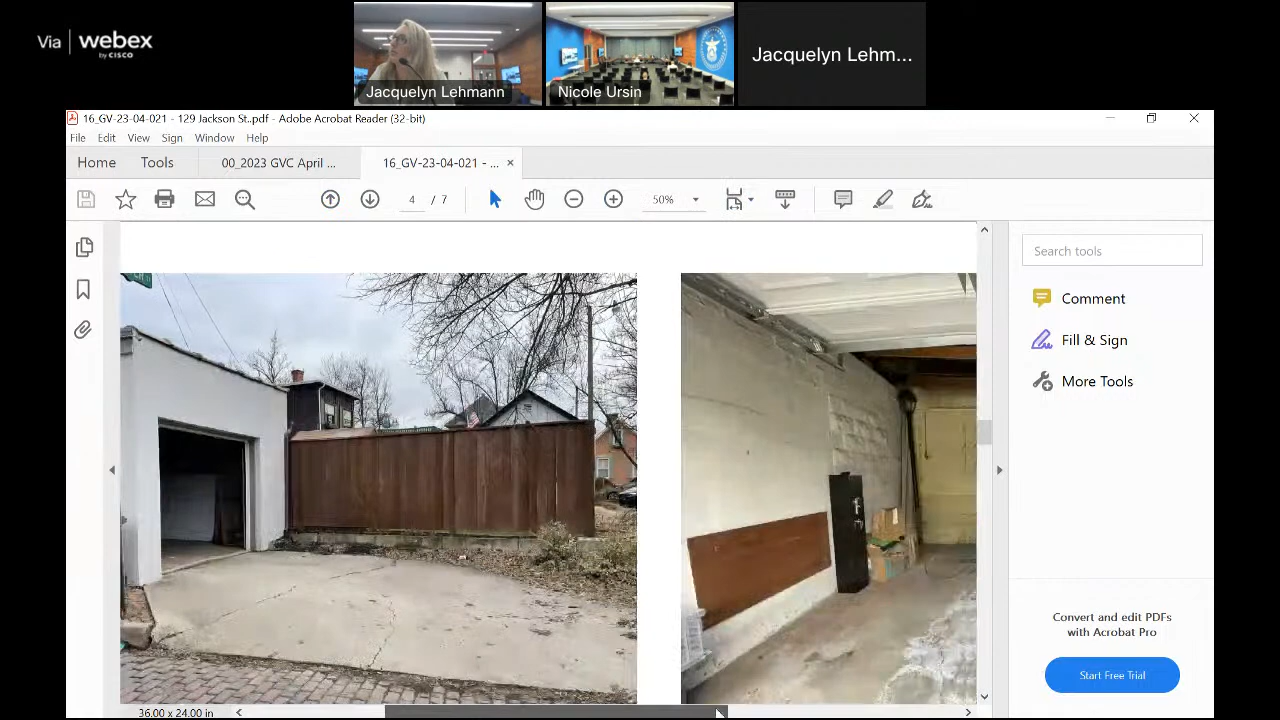 Via webex
by CISCO
Jacquelyn Lehmann
Nicole Ursin
Jacquelyn Lehm...
16_GV-23-04-021 - 129 Jackson St..pdf - Adobe Acrobat Reader (32-bit)
File Edit View Sign Window Help
Home Tools 00_2023 GVC April ... 16_GV-23-04-021 - ...
4 / 7 50%
Search tools
Comment
Fill & Sign
More Tools
Convert and edit PDFs
with Acrobat Pro
Start Free Trial
36.00 x 24.00 in